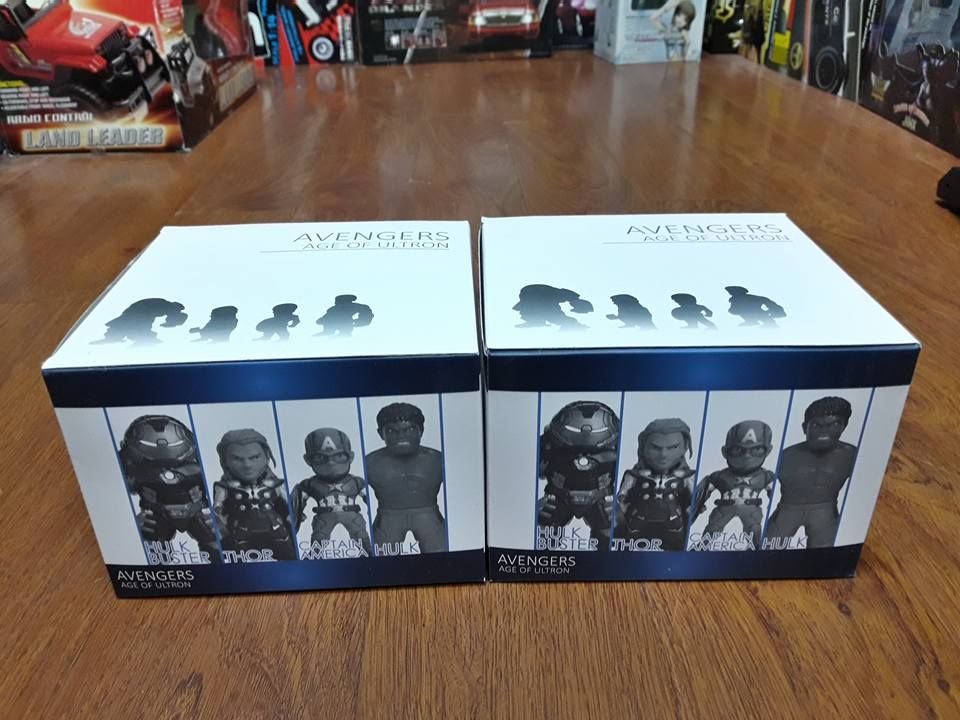 RADIO CONTROL
LAND LEADER
AVENGERS
AGE OF ULTRON
AVENGERS
AGE OF ULTRON
HULK
BUSTER
THOR
CAPTAIN
AMERICA
HULK
AVENGERS
AGE OF ULTRON
HULK
BUSTER
THOR
CAPTAIN
AMERICA
HULK
AVENGERS
AGE OF ULTRON